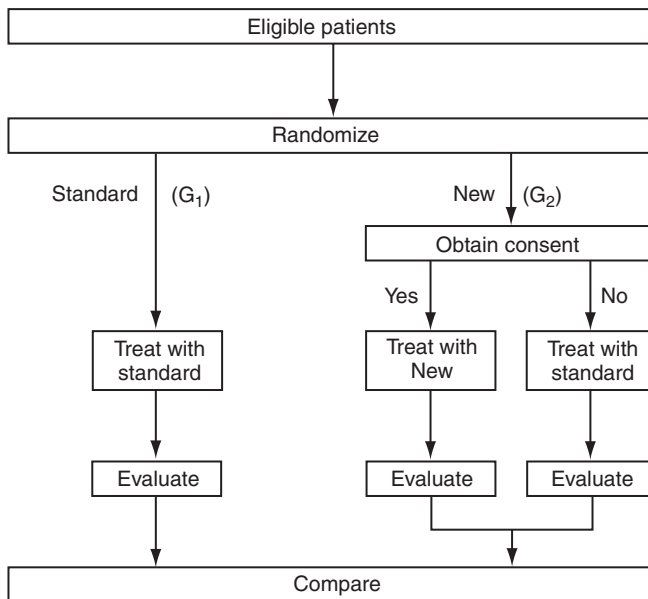 Eligible patients
Randomize
Standard (G₁)
New (G₂)
Obtain consent
Yes
No
Treat with
standard
Treat with
New
Treat with
standard
Evaluate
Evaluate
Evaluate
Compare